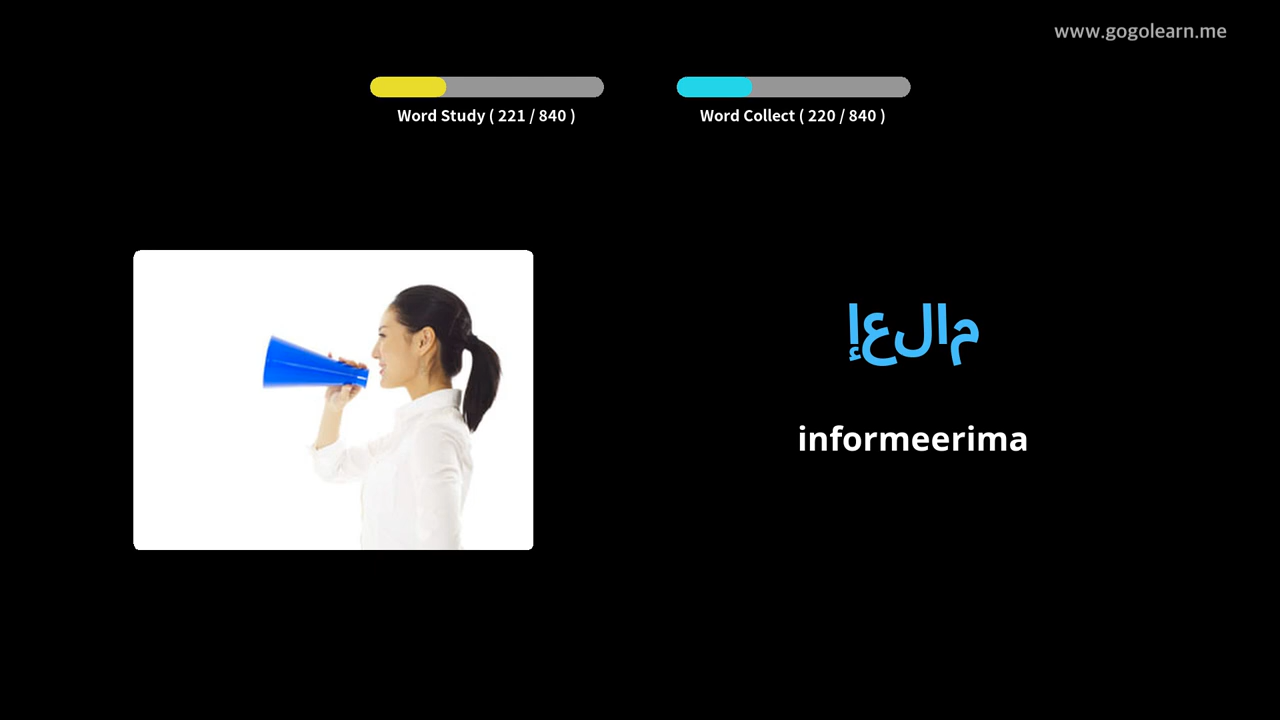 www.gogolearn.me
Word Study ( 221 / 840 )
Word Collect ( 220 / 840 )
إعلام
informeerima